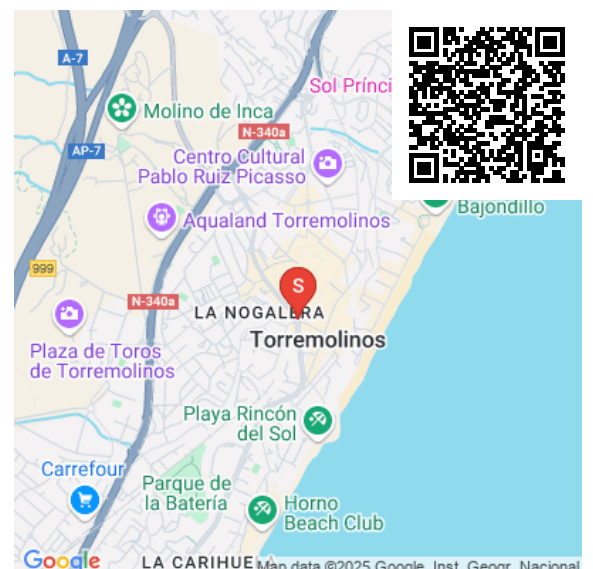 A-7
Sol Prínci
Molino de Inca
N-340a
AP-7
Centro Cultural
Pablo Ruiz Picasso
Bajondillo
Aqualand Torremolinos
999
S
N-340a
LA NOGALERA
Torremolinos
Plaza de Toros
de Torremolinos
Playa Rincón
del Sol
Carrefour
Parque de
la Batería
Horno
Beach Club
Google
LA CARIHUE
Map data ©2025 Google, Inst. Geogr. Nacional